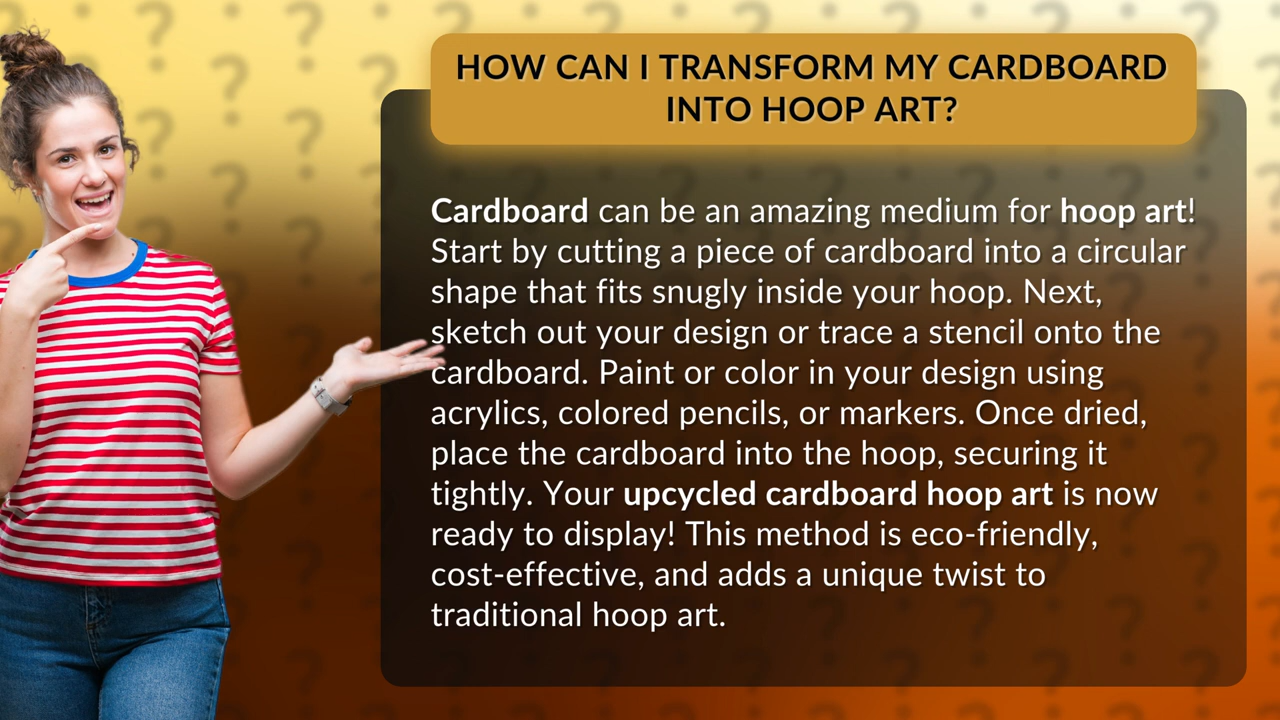 HOW CAN I TRANSFORM MY CARDBOARD
INTO HOOP ART?
Cardboard can be an amazing medium for hoop art!
Start by cutting a piece of cardboard into a circular
shape that fits snugly inside your hoop. Next,
sketch out your design or trace a stencil onto the
cardboard. Paint or color in your design using
acrylics, colored pencils, or markers. Once dried,
place the cardboard into the hoop, securing it
tightly. Your upcycled cardboard hoop art is now
ready to display! This method is eco-friendly,
cost-effective, and adds a unique twist to
traditional hoop art.